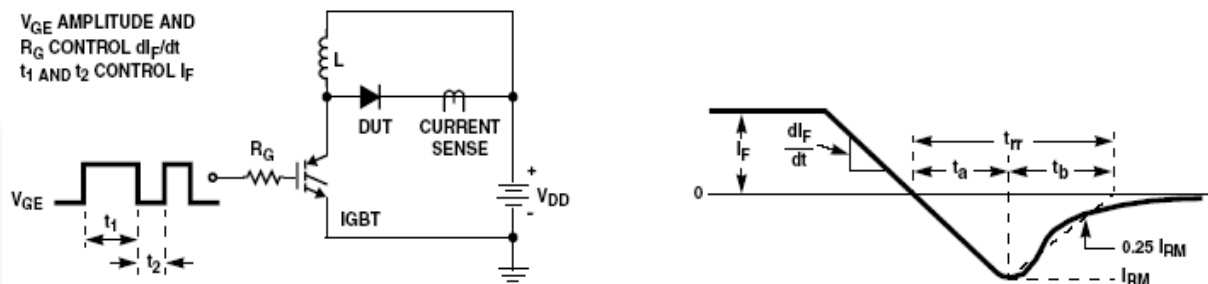 V_GE AMPLITUDE AND
R_G CONTROL dI_F/dt
t_1 AND t_2 CONTROL I_F
L
DUT
CURRENT
SENSE
R_G
V_GE
t_1
t_2
IGBT
+
V_DD
-
I_F
dI_F
dt
t_rr
t_a
t_b
0
0.25 I_RM
I_RM